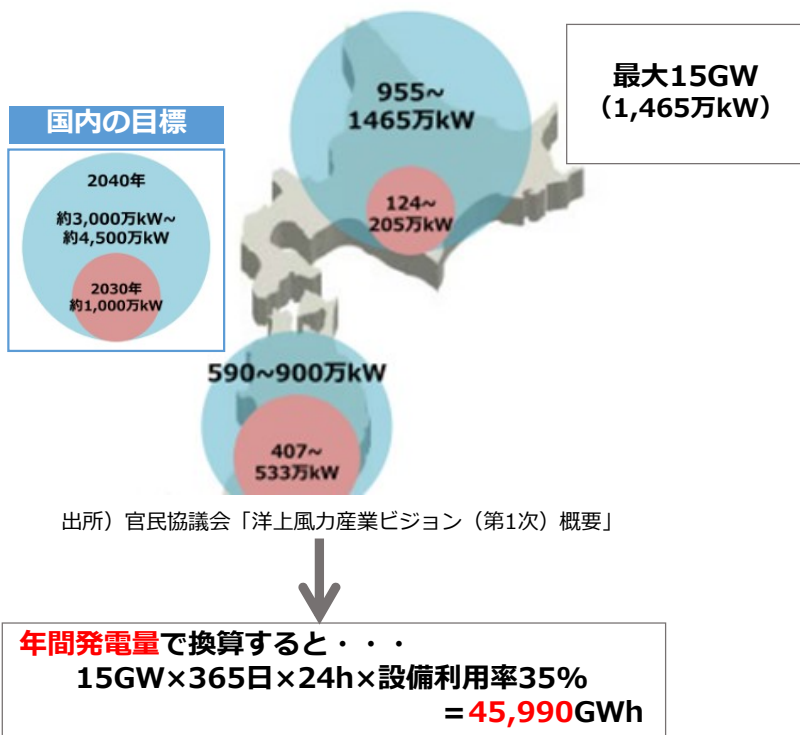 955~
1465万kW
最大15GW
（1,465万kW）
国内の目標
2040年
約3,000万kW~
約4,500万kW
2030年
約1,000万kW
124~
205万kW
590~900万kW
407~
533万kW
出所）官民協議会「洋上風力産業ビジョン（第1次）概要」
年間発電量で換算すると・・・
15GW×365日×24h×設備利用率35%
＝45,990GWh